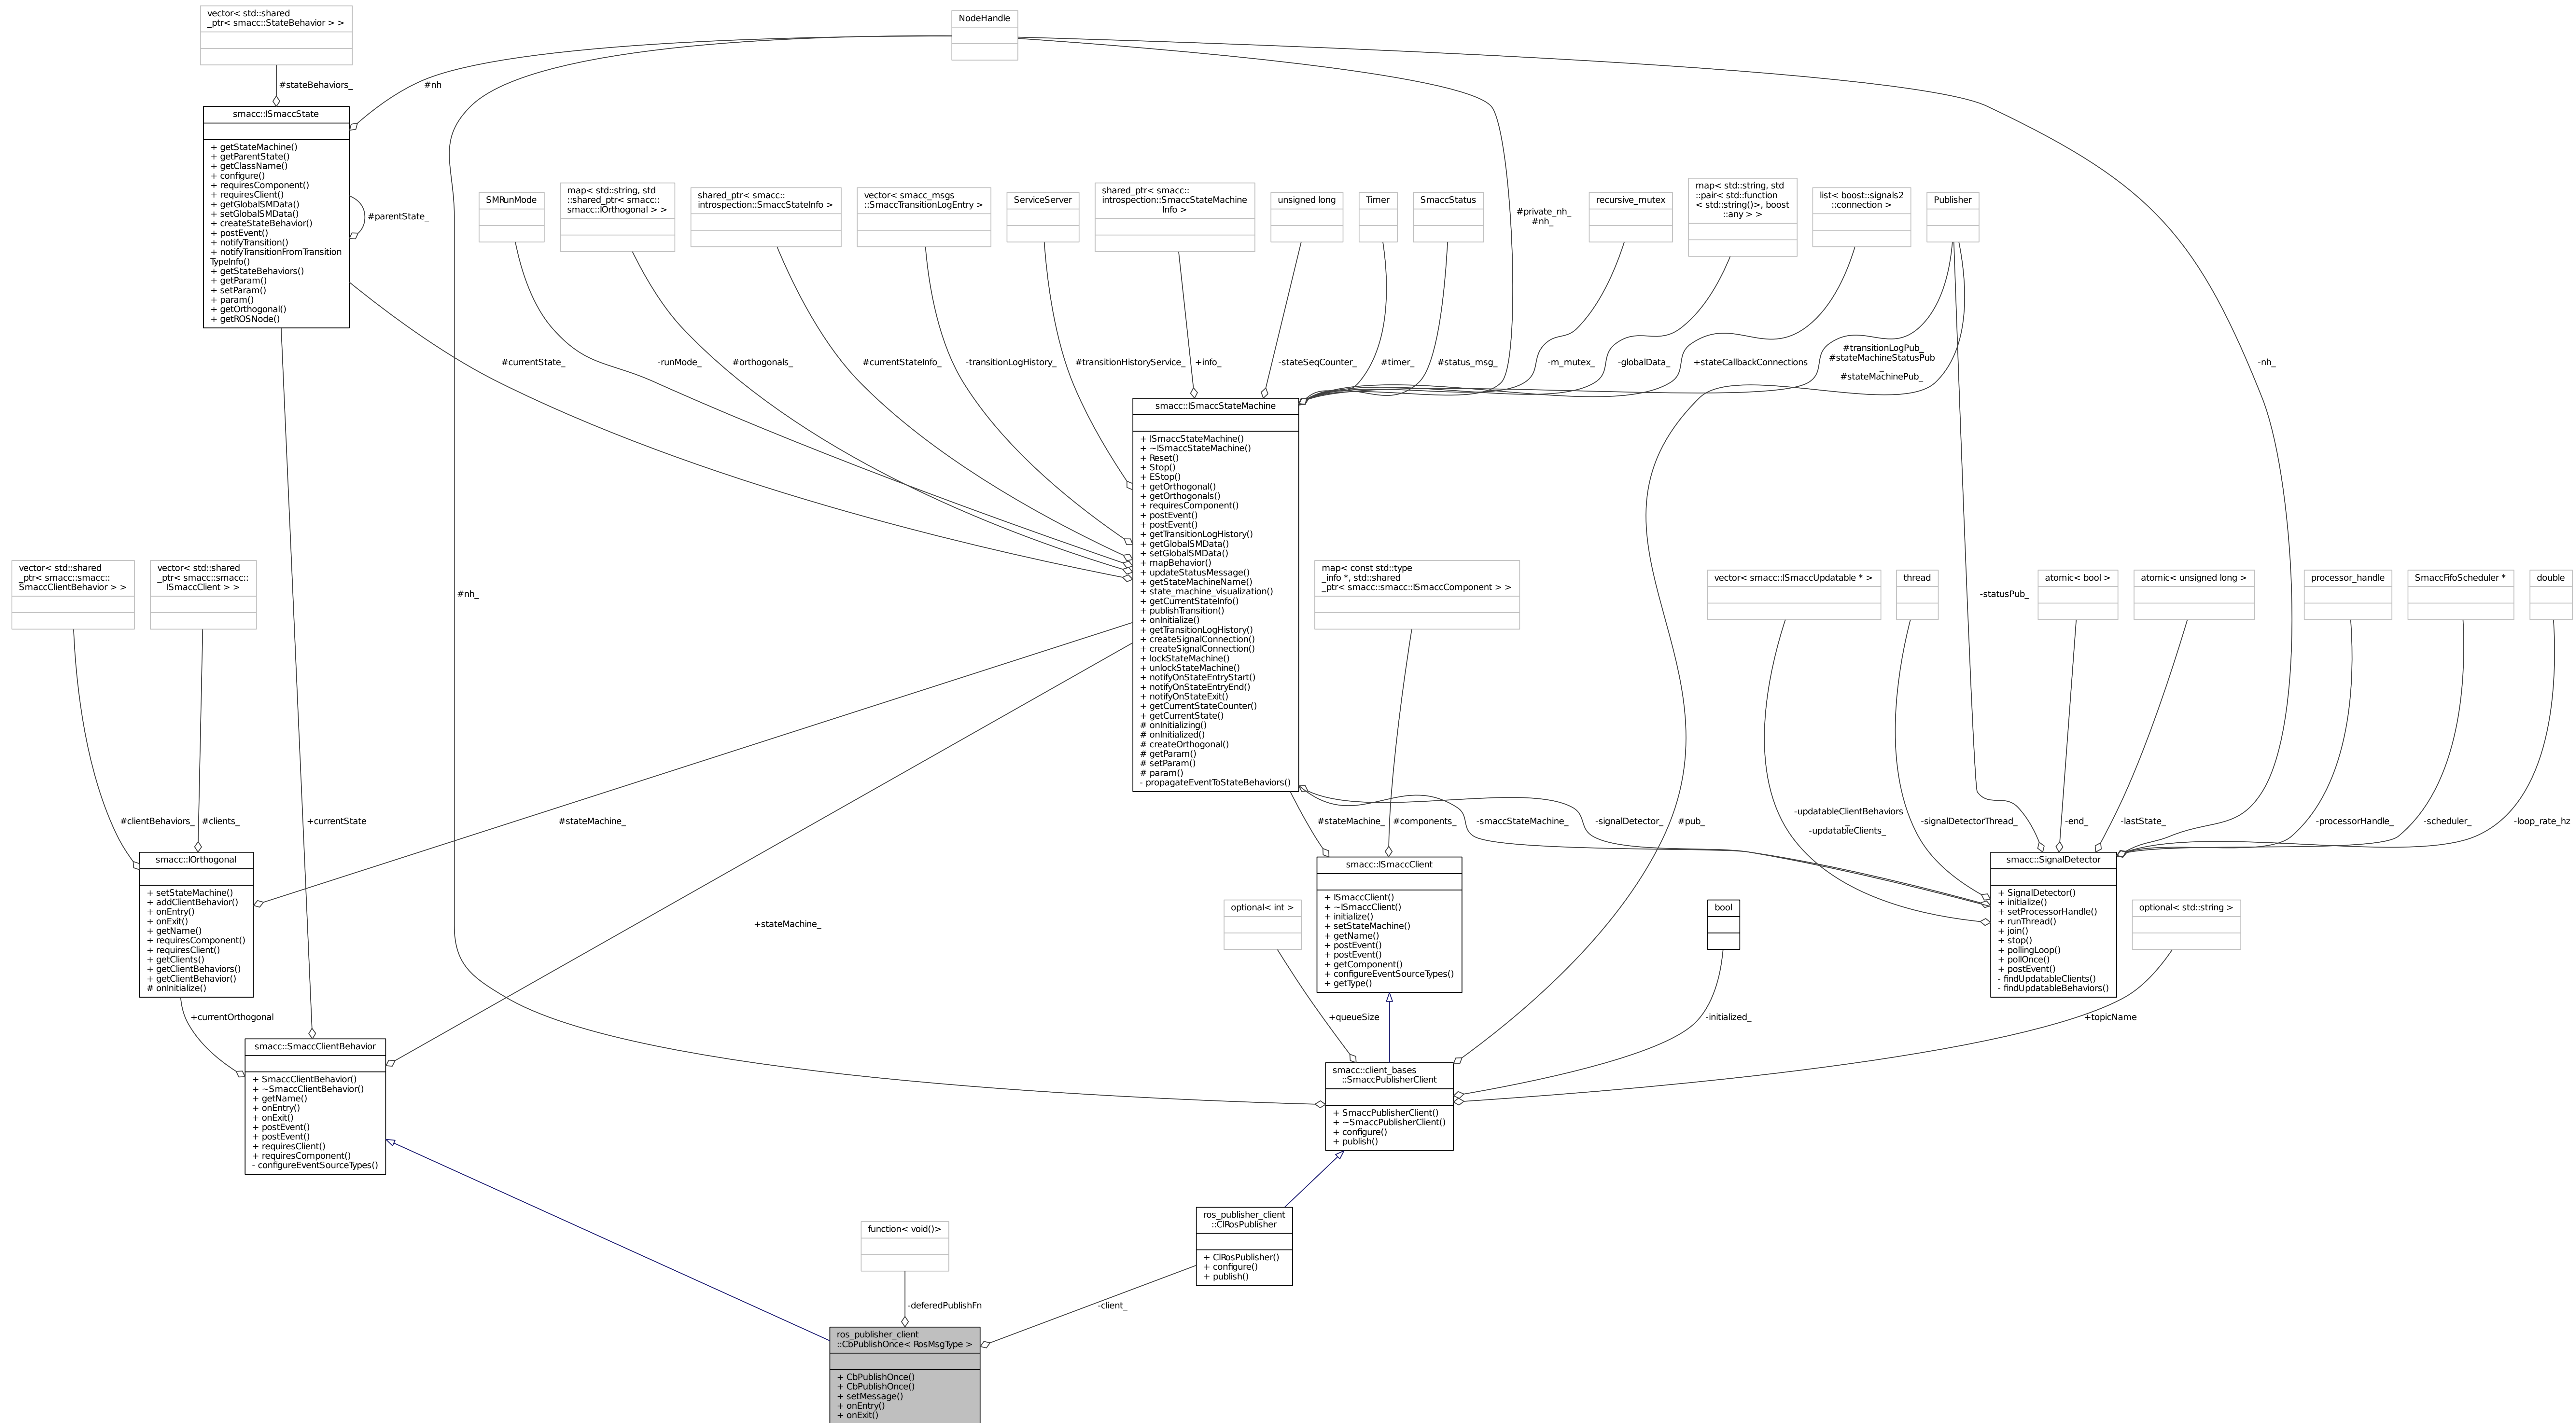 vector< std::shared
_ptr< smacc::StateBehavior > >
NodeHandle
#stateBehaviors_
#nh
smacc::ISmaccState
+ getStateMachine()
+ getParentState()
+ getClassName()
+ configure()
+ requiresComponent()
+ requiresClient()
+ getGlobalSMData()
+ setGlobalSMData()
+ createStateBehavior()
+ postEvent()
+ notifyTransition()
+ notifyTransitionFromTransition
TypeInfo()
+ getStateBehaviors()
+ getParam()
+ setParam()
+ param()
+ getOrthogonal()
+ getROSNode()
#parentState_
SMRunMode
map< std::string, std
::shared_ptr< smacc::
smacc::IOrthogonal > >
shared_ptr< smacc::
introspection::SmaccStateInfo >
vector< smacc_msgs
::SmaccTransitionLogEntry >
ServiceServer
shared_ptr< smacc::
introspection::SmaccStateMachine
Info >
unsigned long
Timer
SmaccStatus
#private_nh_
#nh_
recursive_mutex
map< std::string, std
::pair< std::function
< std::string()>, boost
::any > >
list< boost::signals2
::connection >
Publisher
#currentState_
-runMode_
#orthogonals_
#currentStateInfo_
-transitionLogHistory_
#transitionHistoryService_
+info_
-stateSeqCounter_
#timer_
#status_msg_
-m_mutex_
-globalData_
+stateCallbackConnections
#transitionLogPub_
#stateMachineStatusPub
_
#stateMachinePub_
-nh_
smacc::ISmaccStateMachine
+ ISmaccStateMachine()
+ ~ISmaccStateMachine()
+ Reset()
+ Stop()
+ EStop()
+ getOrthogonal()
+ getOrthogonals()
+ requiresComponent()
+ postEvent()
+ postEvent()
+ getTransitionLogHistory()
+ getGlobalSMData()
+ setGlobalSMData()
+ mapBehavior()
+ updateStatusMessage()
+ getStateMachineName()
+ state_machine_visualization()
+ getCurrentStateInfo()
+ publishTransition()
+ onInitialize()
+ getTransitionLogHistory()
+ createSignalConnection()
+ createSignalConnection()
+ lockStateMachine()
+ unlockStateMachine()
+ notifyOnStateEntryStart()
+ notifyOnStateEntryEnd()
+ notifyOnStateExit()
+ getCurrentStateCounter()
+ getCurrentState()
# onInitializing()
# onInitialized()
# createOrthogonal()
# getParam()
# setParam()
# param()
- propagateEventToStateBehaviors()
vector< std::shared
_ptr< smacc::smacc::
SmaccClientBehavior > >
vector< std::shared
_ptr< smacc::smacc::
ISmaccClient > >
#nh_
map< const std::type
_info *, std::shared
_ptr< smacc::smacc::ISmaccComponent > >
vector< smacc::ISmaccUpdatable * >
thread
-statusPub_
atomic< bool >
atomic< unsigned long >
processor_handle
SmaccFifoScheduler *
double
#clientBehaviors_
#clients_
+currentState
#stateMachine_
#stateMachine_
#components_
-smaccStateMachine_
-signalDetector_
#pub_
-updatableClientBehaviors
_
-updatableClients_
-signalDetectorThread_
-end_
-lastState_
-processorHandle_
-scheduler_
-loop_rate_hz
smacc::IOrthogonal
+ setStateMachine()
+ addClientBehavior()
+ onEntry()
+ onExit()
+ getName()
+ requiresComponent()
+ requiresClient()
+ getClients()
+ getClientBehaviors()
+ getClientBehavior()
# onInitialize()
+stateMachine_
optional< int >
smacc::ISmaccClient
+ ISmaccClient()
+ ~ISmaccClient()
+ initialize()
+ setStateMachine()
+ getName()
+ postEvent()
+ postEvent()
+ getComponent()
+ configureEventSourceTypes()
+ getType()
bool
smacc::SignalDetector
+ SignalDetector()
+ initialize()
+ setProcessorHandle()
+ runThread()
+ join()
+ stop()
+ pollingLoop()
+ pollOnce()
+ postEvent()
- findUpdatableClients()
- findUpdatableBehaviors()
optional< std::string >
+currentOrthogonal
+queueSize
-initialized_
+topicName
smacc::SmaccClientBehavior
+ SmaccClientBehavior()
+ ~SmaccClientBehavior()
+ getName()
+ onEntry()
+ onExit()
+ postEvent()
+ postEvent()
+ requiresClient()
+ requiresComponent()
- configureEventSourceTypes()
smacc::client_bases
::SmaccPublisherClient
+ SmaccPublisherClient()
+ ~SmaccPublisherClient()
+ configure()
+ publish()
function< void()>
ros_publisher_client
::ClRosPublisher
+ ClRosPublisher()
+ configure()
+ publish()
-deferedPublishFn
-client_
ros_publisher_client
::CbPublishOnce< RosMsgType >
+ CbPublishOnce()
+ CbPublishOnce()
+ setMessage()
+ onEntry()
+ onExit()